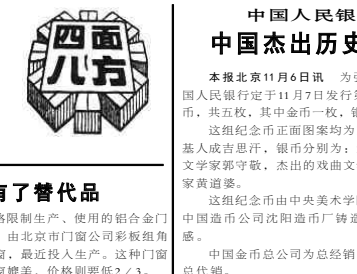 四面
八方
有了替代品
格限制生产、使用的铝合金门
由北京市门窗公司彩板组角
窗，最近投入生产。这种门窗
窗媲美，价格则要低2／3。
中国人民银
中国杰出历史
本报北京11月6日讯 为
国人民银行定于11月7日发行
币，共五枚，其中金币一枚，银
这组纪念币正面图案均为
基人成吉思汗，银币分别为：
文学家郭守敬，杰出的戏曲文
家黄道婆。
这组纪念币由中央美术学
中国造币公司沈阳造币厂铸造
感。
中国金币总公司为总经销
总代销。